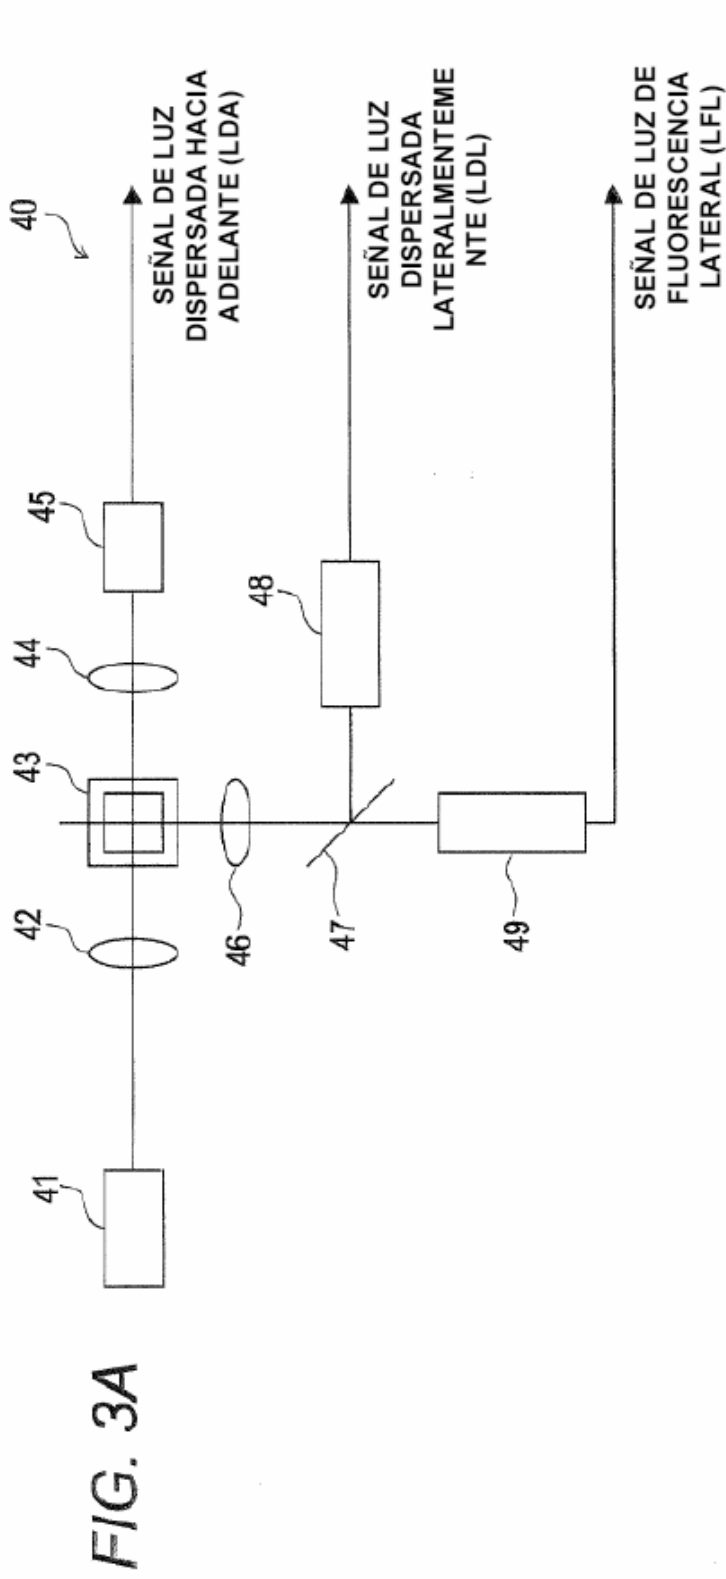 FIG. 3A
40
41
42
43
44
45
46
47
48
49
SEÑAL DE LUZ
DISPERSADA HACIA
ADELANTE (LDA)
SEÑAL DE LUZ
DISPERSADA
LATERALMENTEME
NTE (LDL)
SEÑAL DE LUZ DE
FLUORESCENCIA
LATERAL (LFL)